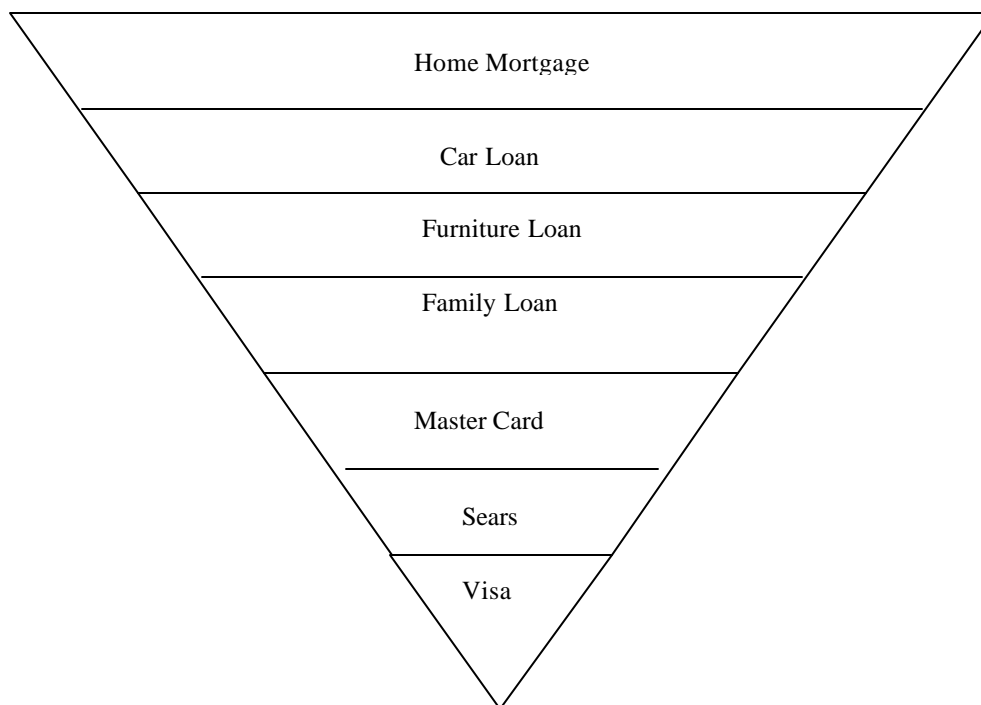 Home Mortgage
Car Loan
Furniture Loan
Family Loan
Master Card
Sears
Visa